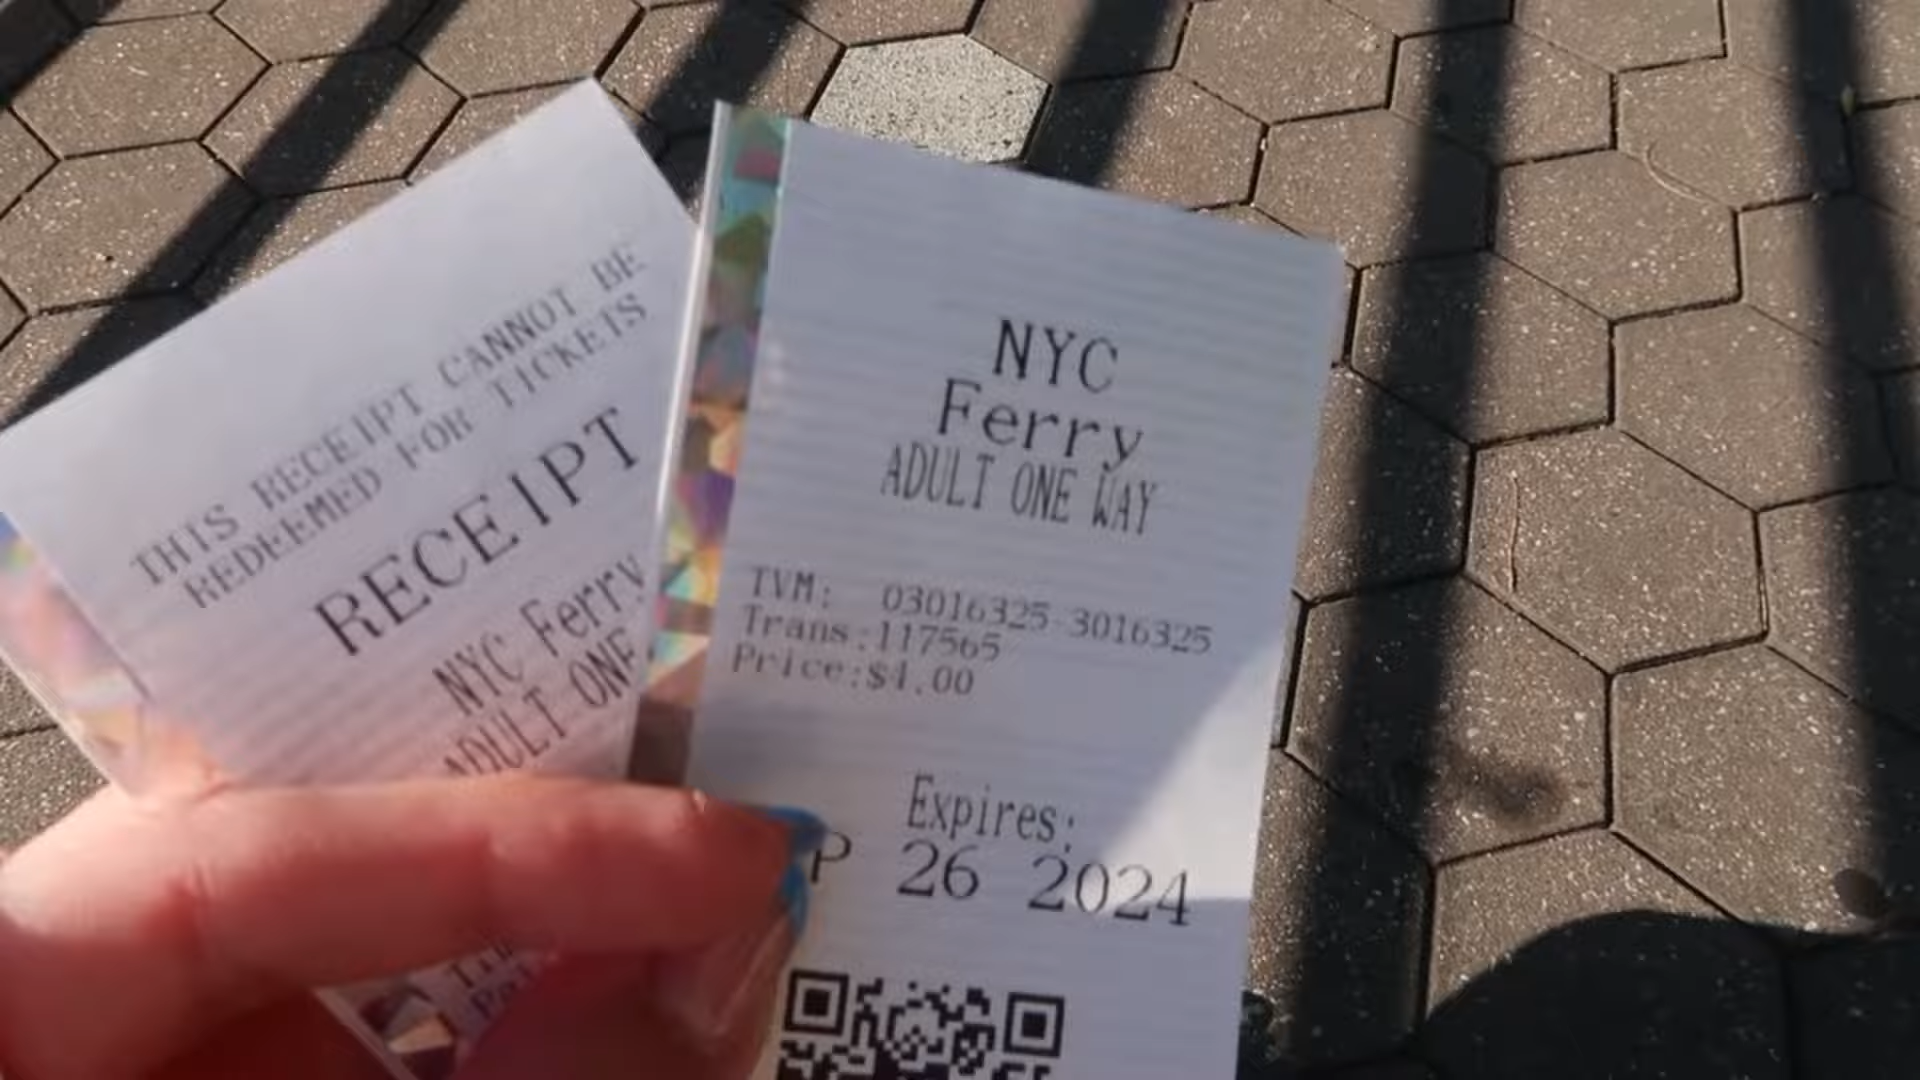 THIS RECEIPT CANNOT BE
REDEEMED FOR TICKETS
RECEIPT
NYC Ferry
ADULT ONE
NYC
Ferry
ADULT ONE WAY
TVM: 03016325-3016325
Trans:117565
Price:$4.00
Expires:
P 26 2024